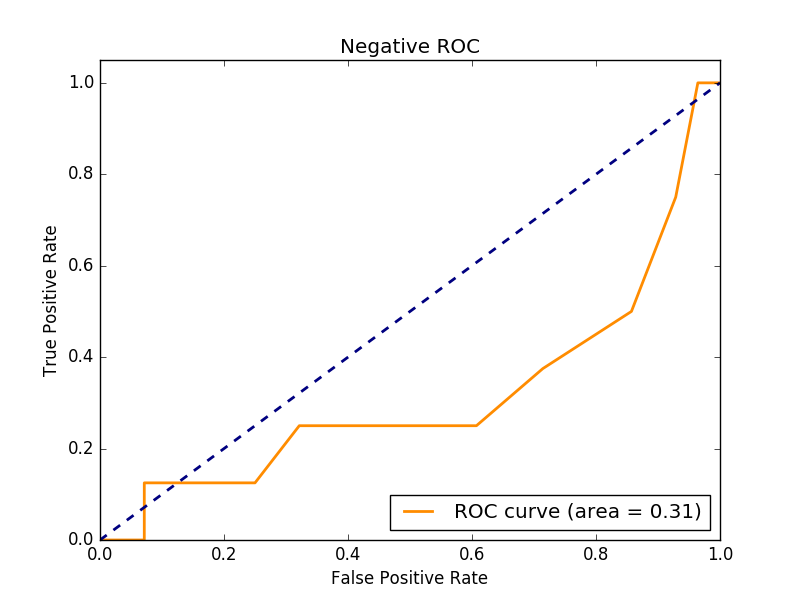 Negative ROC
True Positive Rate
1.0
0.8
0.6
0.4
0.2
0.0
ROC curve (area = 0.31)
0.0 0.2 0.4 0.6 0.8 1.0
False Positive Rate